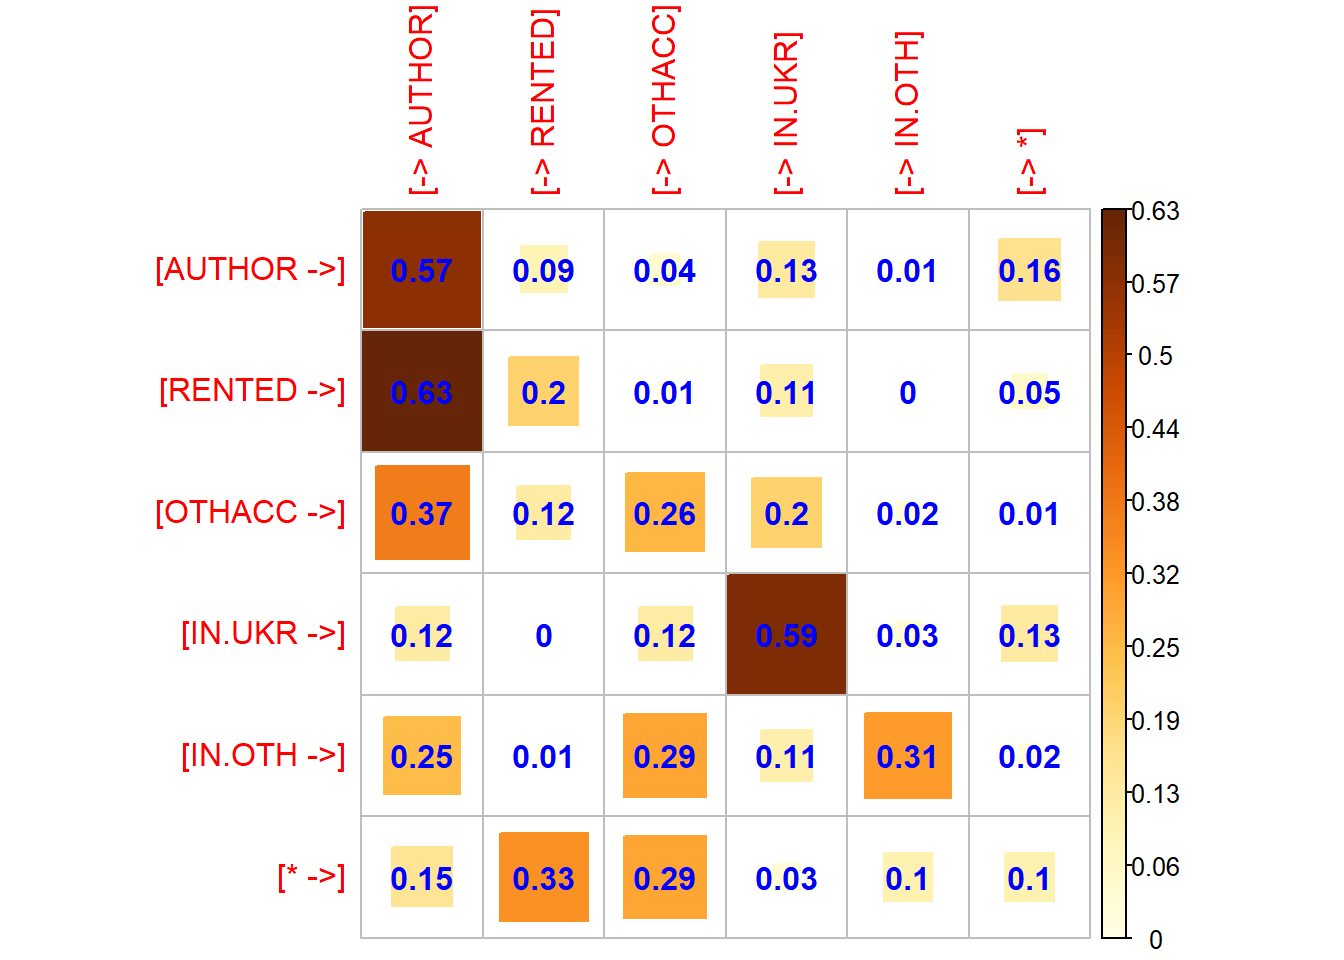 [-> AUTHOR] [-> RENTED] [-> OTHACC] [-> IN.UKR] [-> IN.OTH] [-> *]
[AUTHOR ->] 0.57 0.09 0.04 0.13 0.01 0.16
[RENTED ->] 0.63 0.2 0.01 0.11 0 0.05
[OTHACC ->] 0.37 0.12 0.26 0.2 0.02 0.01
[IN.UKR ->] 0.12 0 0.12 0.59 0.03 0.13
[IN.OTH ->] 0.25 0.01 0.29 0.11 0.31 0.02
[* ->] 0.15 0.33 0.29 0.03 0.1 0.1
0.63
0.57
0.5
0.44
0.38
0.32
0.25
0.19
0.13
0.06
0